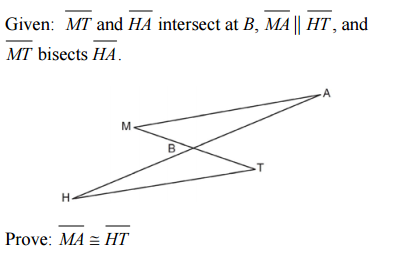 Given: MT and HA intersect at B, MA || HT, and
MT bisects HA.
A
M
B
T
H
Prove: MA ≅ HT